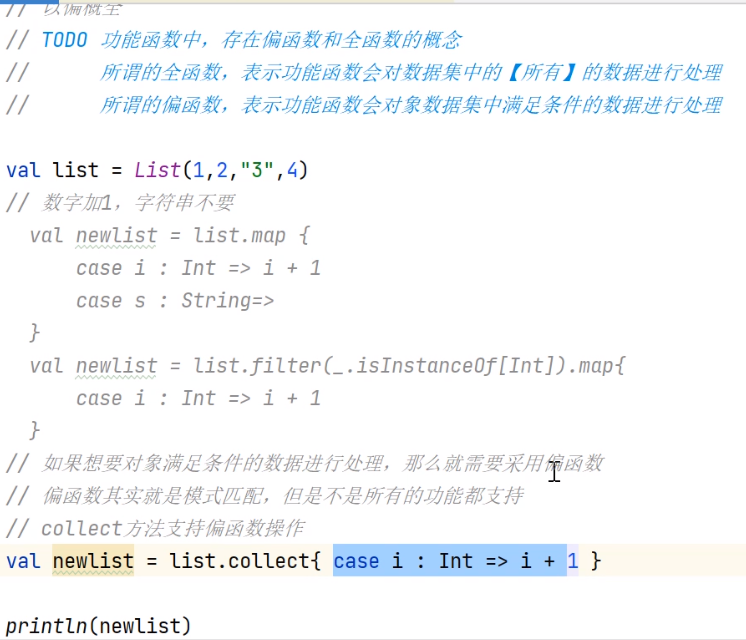 // 以偏概全
// TODO 功能函数中，存在偏函数和全函数的概念
// 所谓的全函数，表示功能函数会对数据集中的【所有】的数据进行处理
// 所谓的偏函数，表示功能函数会对象数据集中满足条件的数据进行处理
val list = List(1,2,"3",4)
// 数字加1，字符串不要
val newlist = list.map {
case i : Int => i + 1
case s : String=>
}
val newlist = list.filter(_.isInstanceOf[Int]).map{
case i : Int => i + 1
}
// 如果想要对象满足条件的数据进行处理，那么就需要采用偏函数
// 偏函数其实就是模式匹配，但是不是所有的功能都支持
// collect方法支持偏函数操作
val newlist = list.collect{ case i : Int => i + 1 }
println(newlist)